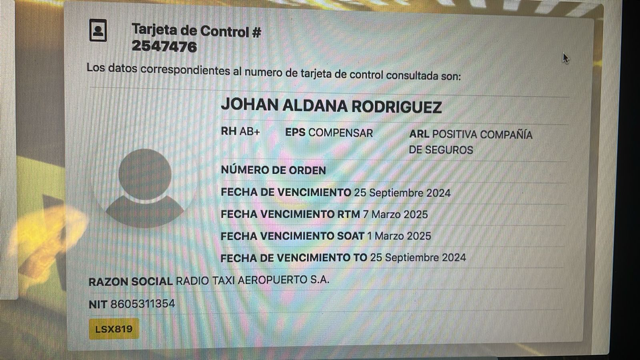 Tarjeta de Control #
2547476
Los datos correspondientes al numero de tarjeta de control consultada son:
JOHAN ALDANA RODRIGUEZ
RH AB+ EPS COMPENSAR ARL POSITIVA COMPAÑÍA
DE SEGUROS
NÚMERO DE ORDEN
FECHA DE VENCIMIENTO 25 Septiembre 2024
FECHA VENCIMIENTO RTM 7 Marzo 2025
FECHA VENCIMIENTO SOAT 1 Marzo 2025
FECHA DE VENCIMIENTO TO 25 Septiembre 2024
RAZON SOCIAL RADIO TAXI AEROPUERTO S.A.
NIT 8605311354
LSX819